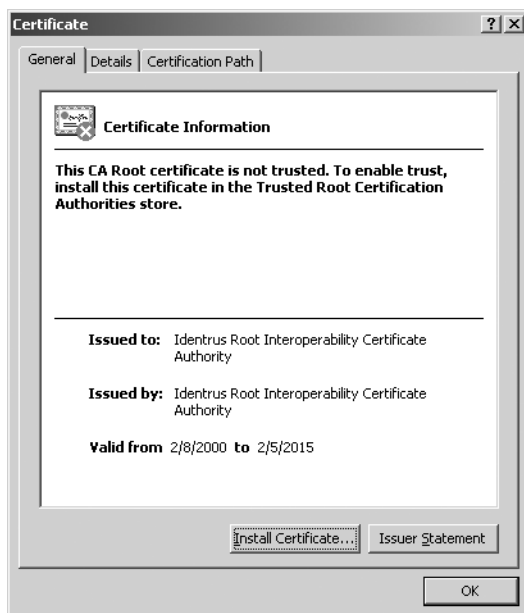 Certificate
General Details Certification Path
Certificate Information
This CA Root certificate is not trusted. To enable trust,
install this certificate in the Trusted Root Certification
Authorities store.
Issued to: Identrus Root Interoperability Certificate
Authority
Issued by: Identrus Root Interoperability Certificate
Authority
Valid from 2/8/2000 to 2/5/2015
Install Certificate... Issuer Statement
OK